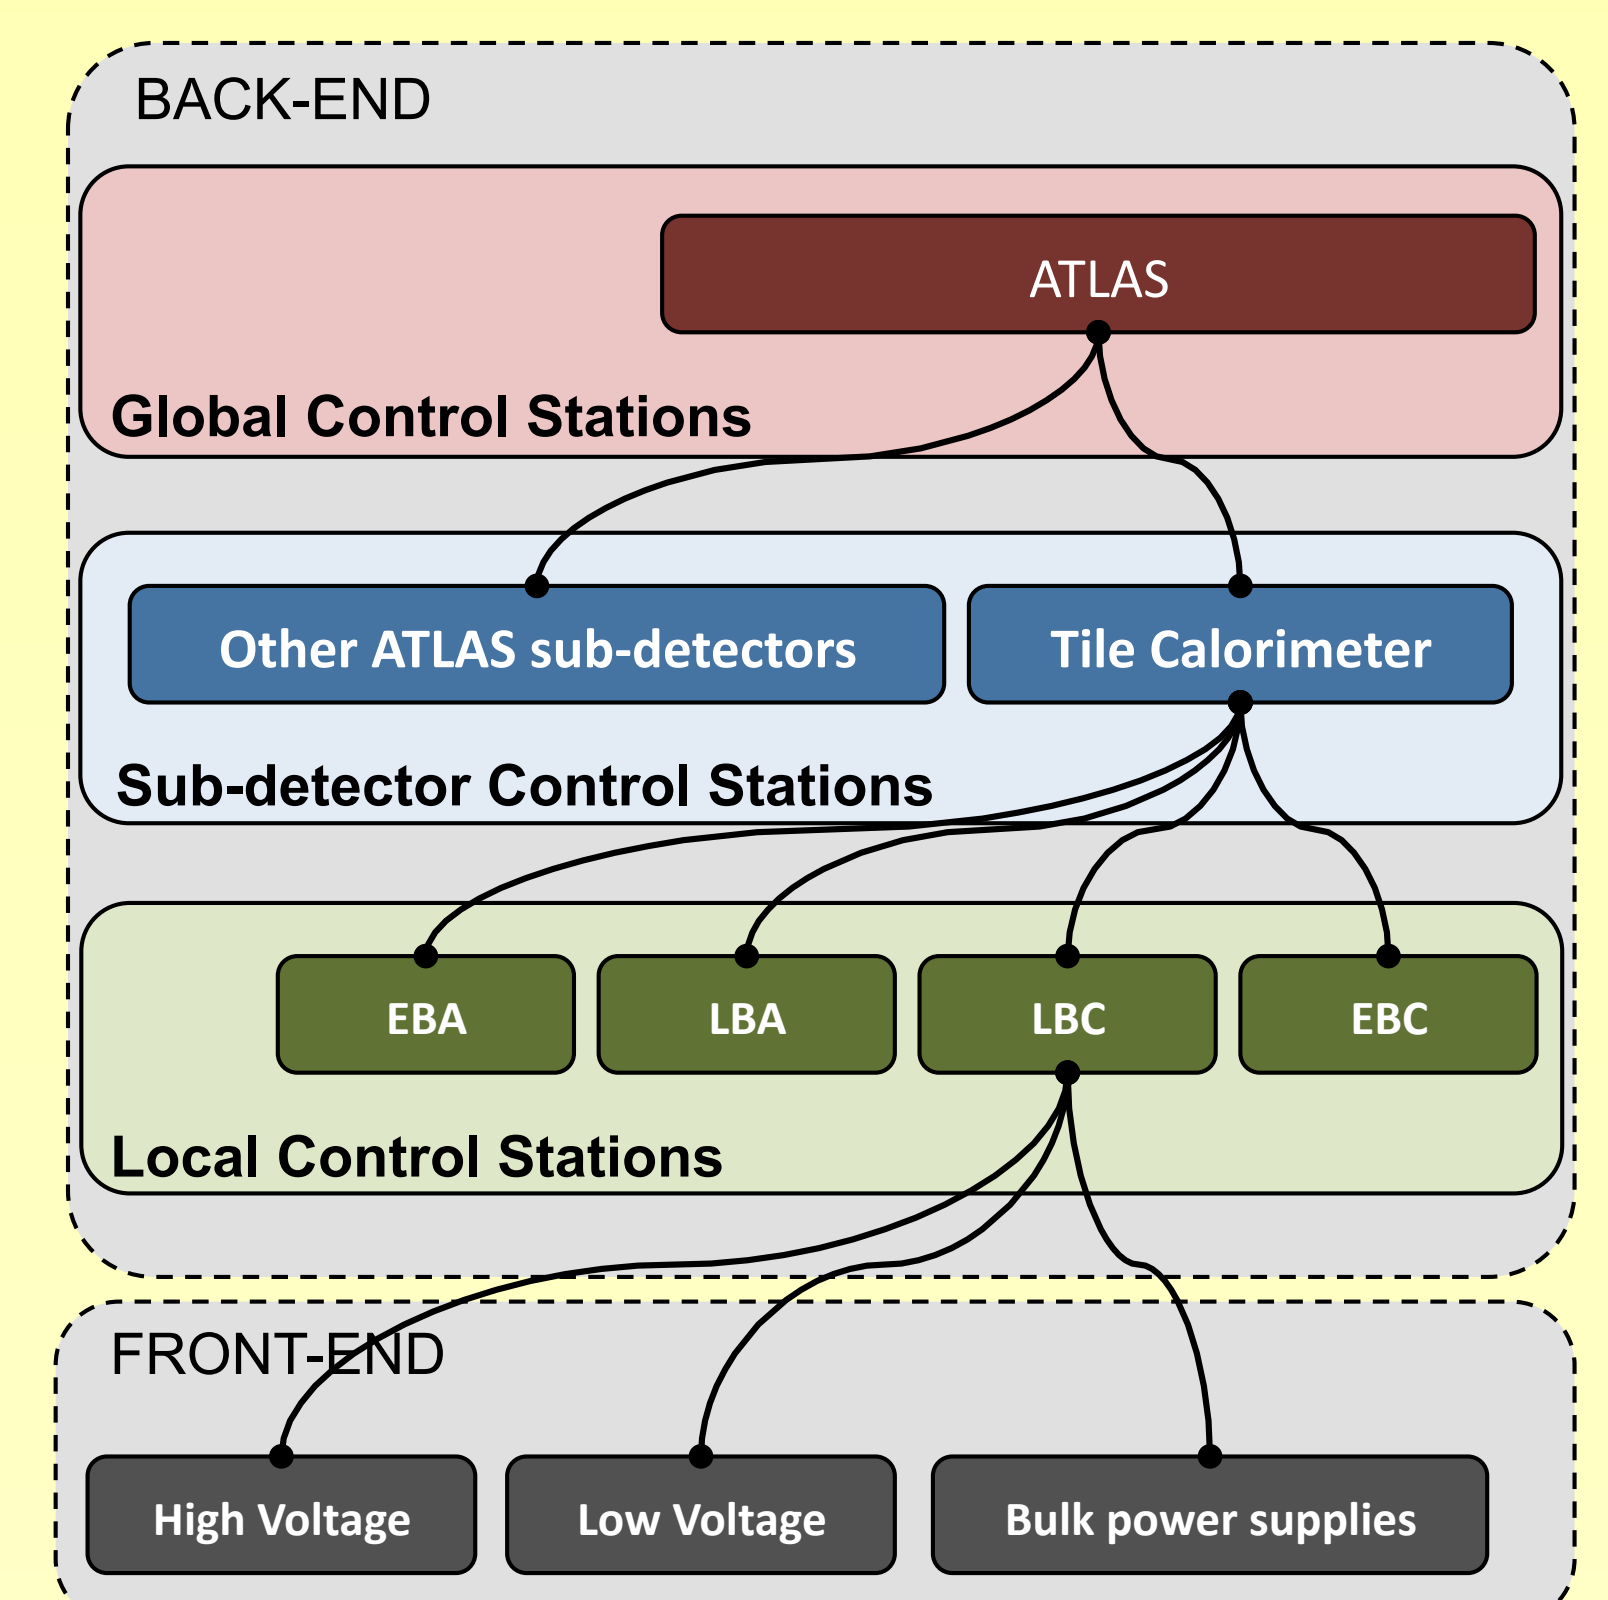 BACK-END
ATLAS
Global Control Stations
Other ATLAS sub-detectors
Tile Calorimeter
Sub-detector Control Stations
EBA
LBA
LBC
EBC
Local Control Stations
FRONT-END
High Voltage
Low Voltage
Bulk power supplies